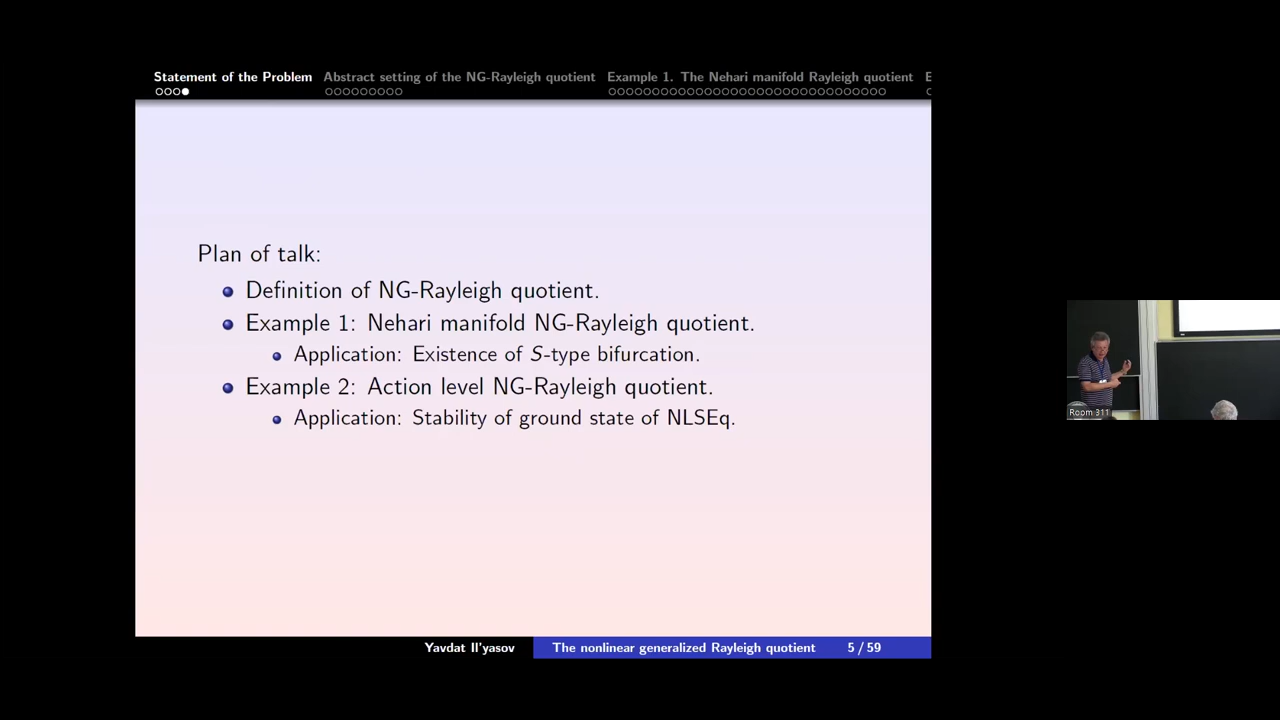 Statement of the Problem Abstract setting of the NG-Rayleigh quotient Example 1. The Nehari manifold Rayleigh quotient E
Plan of talk:
Definition of NG-Rayleigh quotient.
Example 1: Nehari manifold NG-Rayleigh quotient.
Application: Existence of S-type bifurcation.
Example 2: Action level NG-Rayleigh quotient.
Application: Stability of ground state of NLSEq.
Room 311
Yavdat Il'yasov The nonlinear generalized Rayleigh quotient 5 / 59